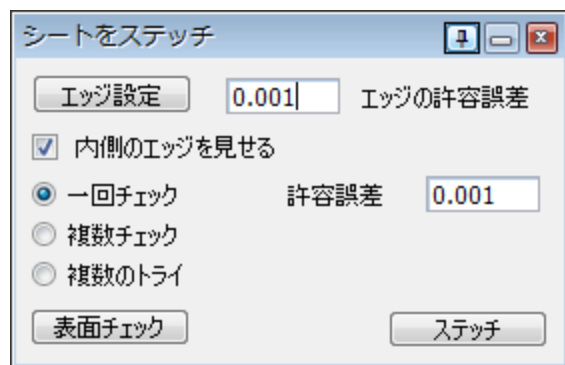 シートをステッチ
エッジ設定 0.001 エッジの許容誤差
内側のエッジを見せる
一回チェック 許容誤差 0.001
複数チェック
複数のトライ
表面チェック ステッチ